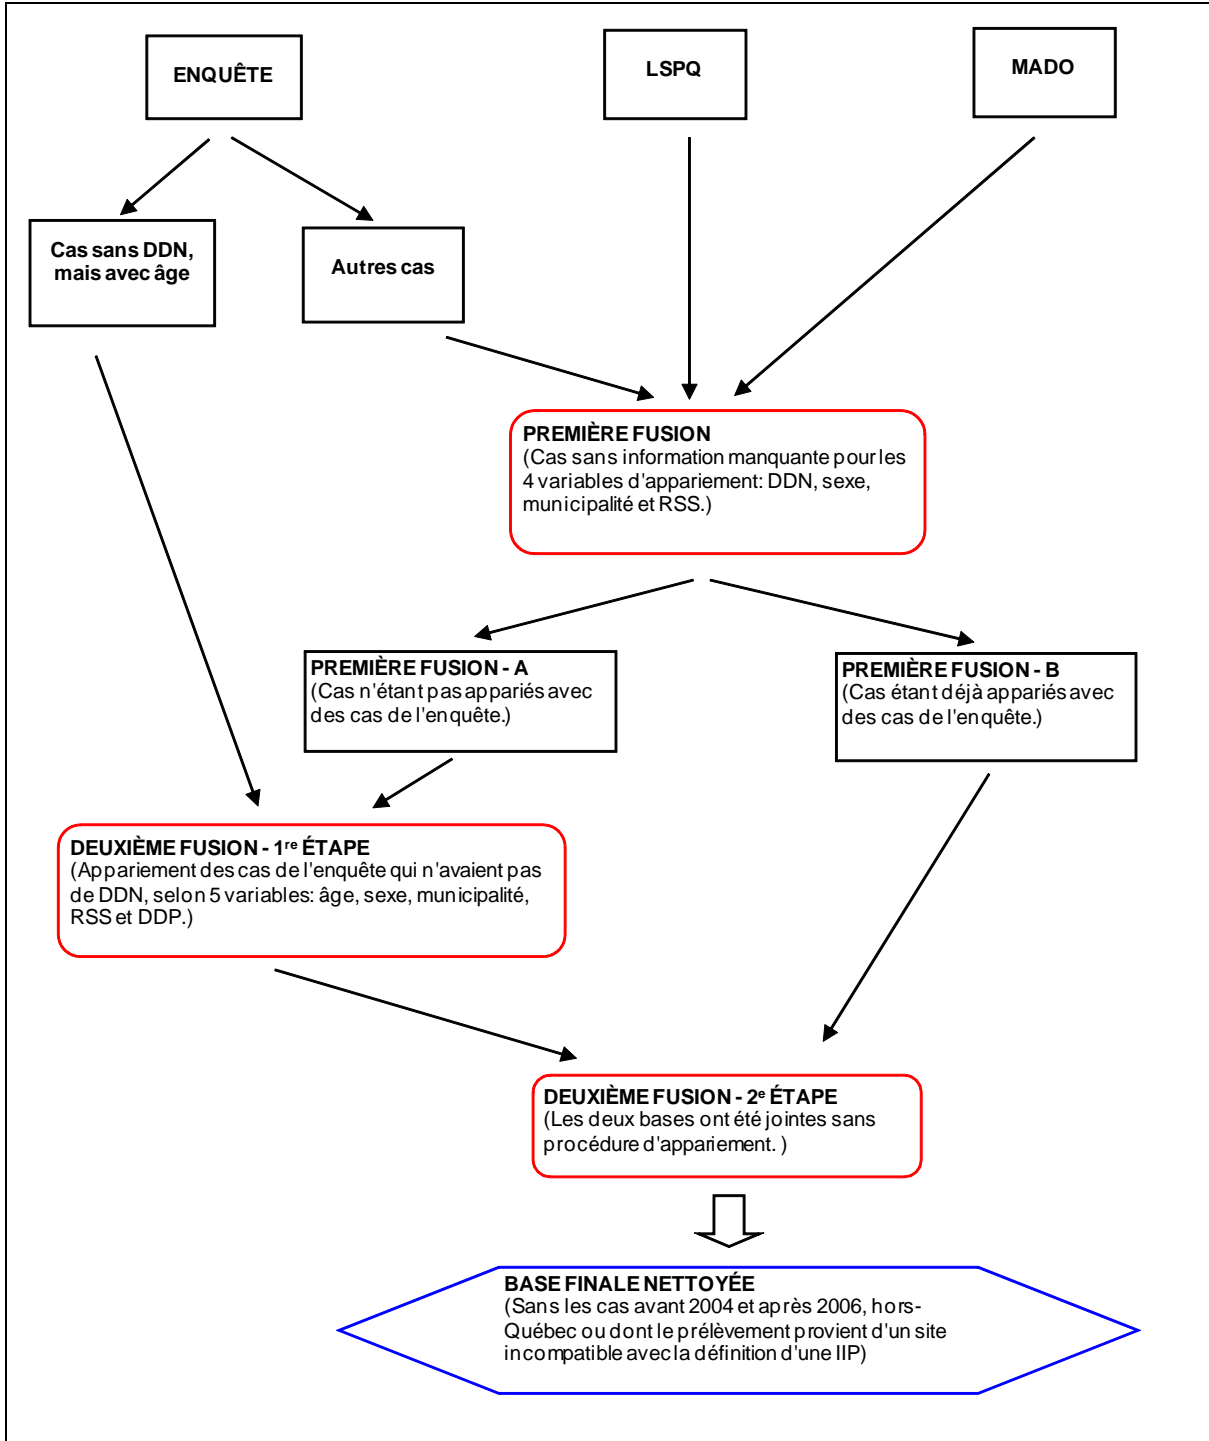 ENQUÊTE
LSPQ
MADO
Cas sans DDN,
mais avec âge
Autres cas
PREMIÈRE FUSION
(Cas sans information manquante pour les
4 variables d'appariement: DDN, sexe,
municipalité et RSS.)
PREMIÈRE FUSION - A
(Cas n'étant pas appariés avec
des cas de l'enquête.)
PREMIÈRE FUSION - B
(Cas étant déjà appariés avec
des cas de l'enquête.)
DEUXIÈME FUSION - 1re ÉTAPE
(Appariement des cas de l'enquête qui n'avaient pas
de DDN, selon 5 variables: âge, sexe, municipalité,
RSS et DDP.)
DEUXIÈME FUSION - 2e ÉTAPE
(Les deux bases ont été jointes sans
procédure d'appariement. )
BASE FINALE NETTOYÉE
(Sans les cas avant 2004 et après 2006, hors-
Québec ou dont le prélèvement provient d'un site
incompatible avec la définition d'une IIP)